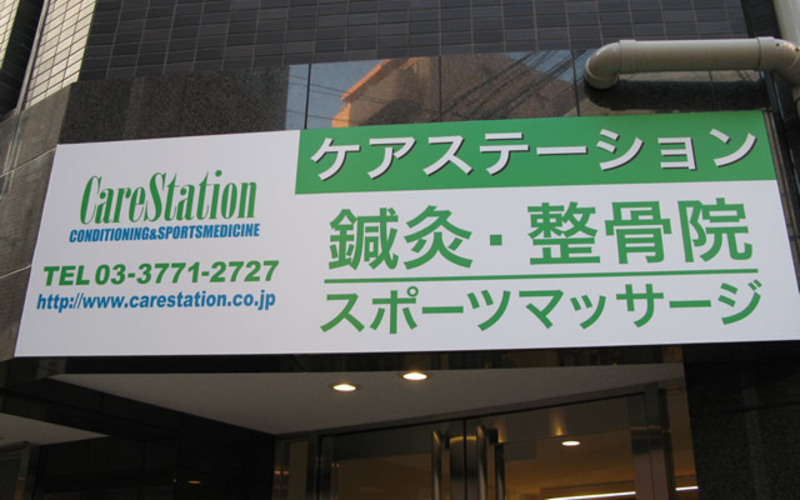 CareStation
CONDITIONING&SPORTSMEDICINE
TEL 03-3771-2727
http://www.carestation.co.jp
ケアステーション
鍼灸・整骨院
スポーツマッサージ